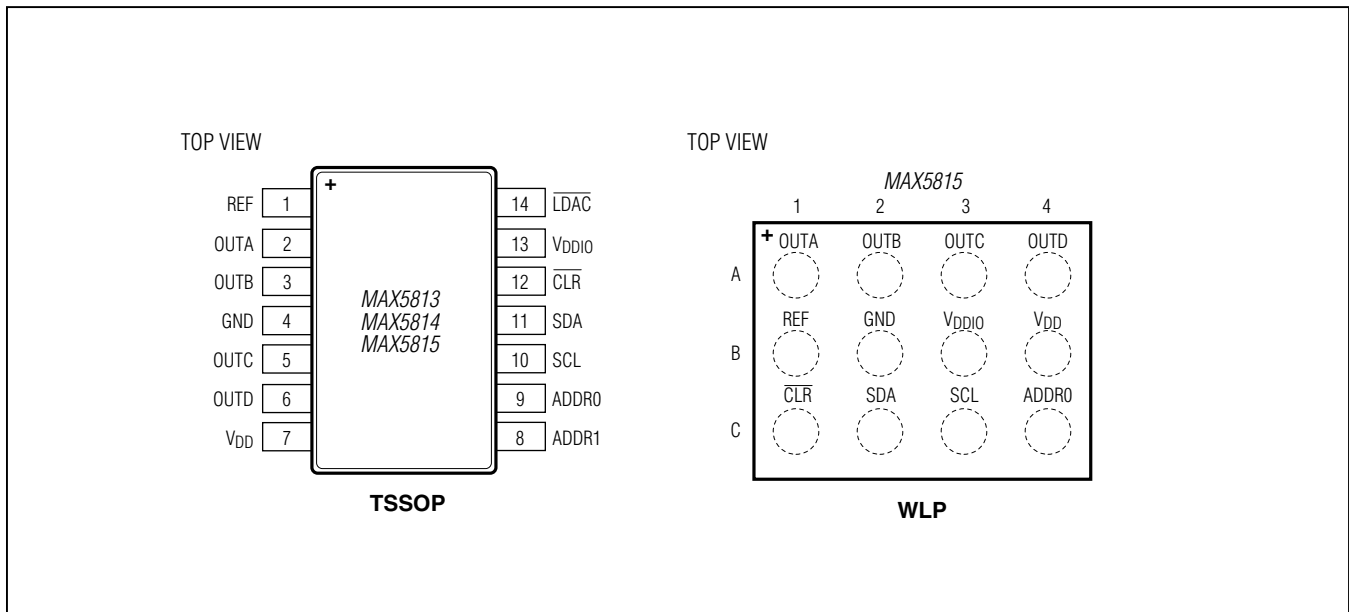 TOP VIEW
+
REF 1
OUTA 2
OUTB 3
GND 4
OUTC 5
OUTD 6
VDD 7
MAX5813
MAX5814
MAX5815
14 LDAC
13 VDDIO
12 CLR
11 SDA
10 SCL
9 ADDR0
8 ADDR1
TSSOP
TOP VIEW
MAX5815
1 2 3 4
+ OUTA OUTB OUTC OUTD
A
REF GND VDDIO VDD
B
CLR SDA SCL ADDR0
C
WLP